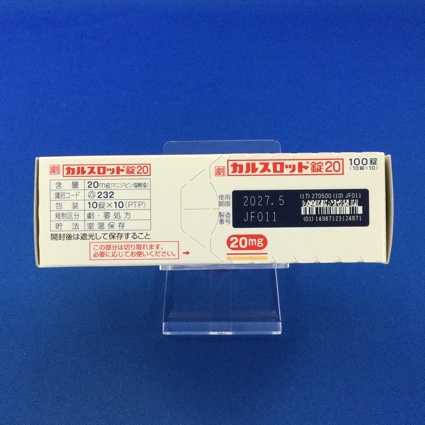 劇 カルスロット錠20
含量 20mg(マニジピン塩酸塩)
識別コード 232
包装 10錠×10(PTP)
規制区分 劇・要処方
貯法 室温保存
開封後は遮光して保存すること
この部分は切り取れます。
必要に応じてお使いください。
劇 カルスロット錠20 100錠
(10錠×10)
使用期限 2027.5
製造番号 JF011
(17) 270500 (10) JF011
(01) 14987123124871
20mg